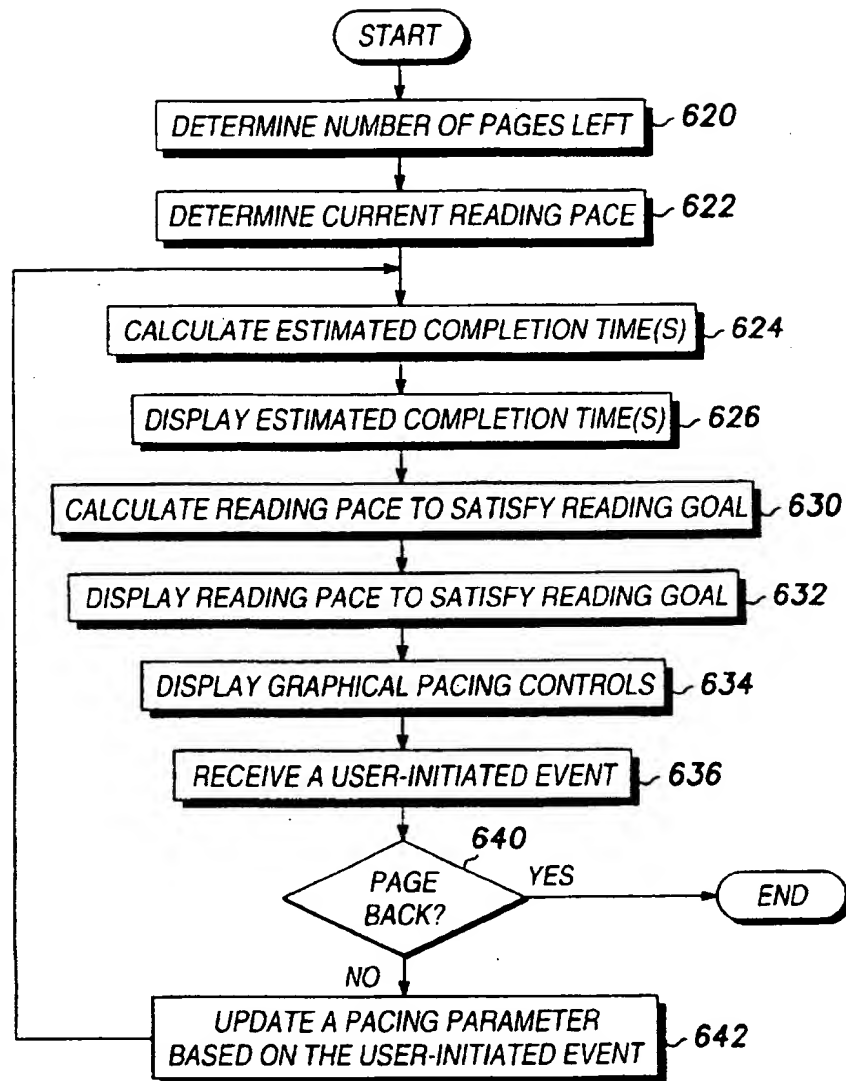 START
DETERMINE NUMBER OF PAGES LEFT 620
DETERMINE CURRENT READING PACE 622
CALCULATE ESTIMATED COMPLETION TIME(S) 624
DISPLAY ESTIMATED COMPLETION TIME(S) 626
CALCULATE READING PACE TO SATISFY READING GOAL 630
DISPLAY READING PACE TO SATISFY READING GOAL 632
DISPLAY GRAPHICAL PACING CONTROLS 634
RECEIVE A USER-INITIATED EVENT 636
640
PAGE
BACK?
YES
END
NO
UPDATE A PACING PARAMETER
BASED ON THE USER-INITIATED EVENT 642